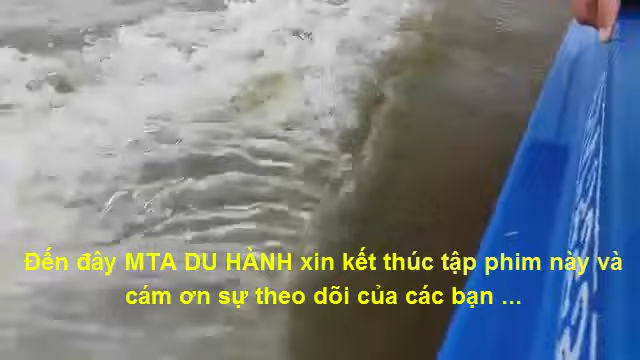 Đến đây MTA DU HÀNH xin kết thúc tập phim này và
cám ơn sự theo dõi của các bạn ...